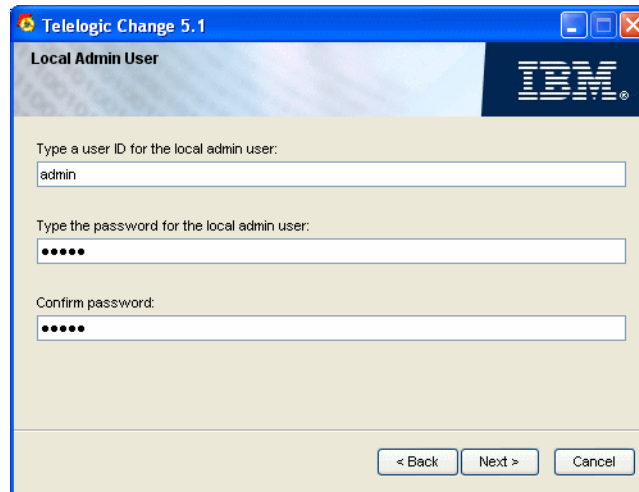 Telelogic Change 5.1
Local Admin User
IBM®
Type a user ID for the local admin user:
admin
Type the password for the local admin user:
●●●●●
Confirm password:
●●●●●
< Back
Next >
Cancel